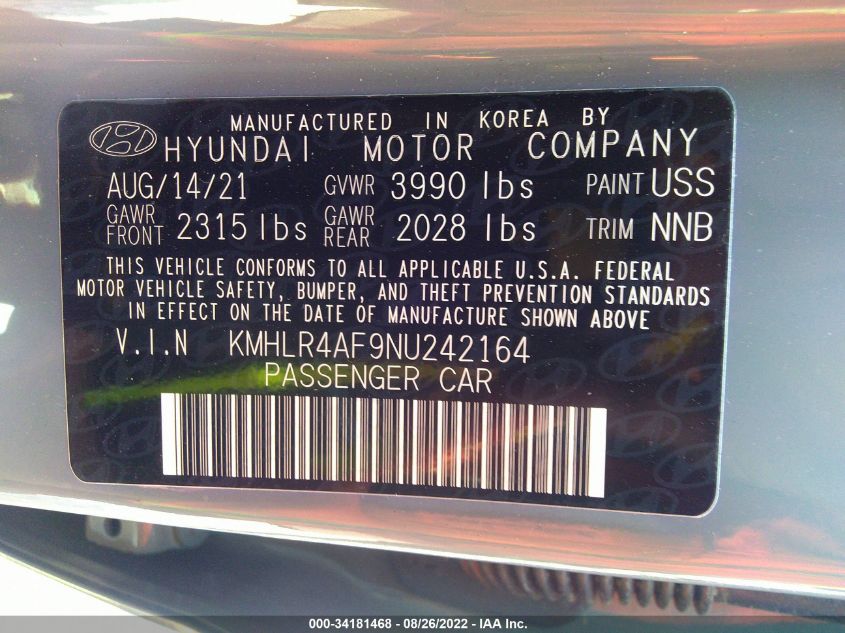 MANUFACTURED IN KOREA BY
HYUNDAI MOTOR COMPANY
AUG/14/21 GVWR 3990 lbs PAINT USS
GAWR FRONT 2315 lbs GAWR REAR 2028 lbs TRIM NNB
THIS VEHICLE CONFORMS TO ALL APPLICABLE U.S.A. FEDERAL
MOTOR VEHICLE SAFETY, BUMPER, AND THEFT PREVENTION STANDARDS
IN EFFECT ON THE DATE OF MANUFACTURE SHOWN ABOVE
V.I.N KMHLR4AF9NU242164
PASSENGER CAR
000-34181468 - 08/26/2022 - IAA Inc.